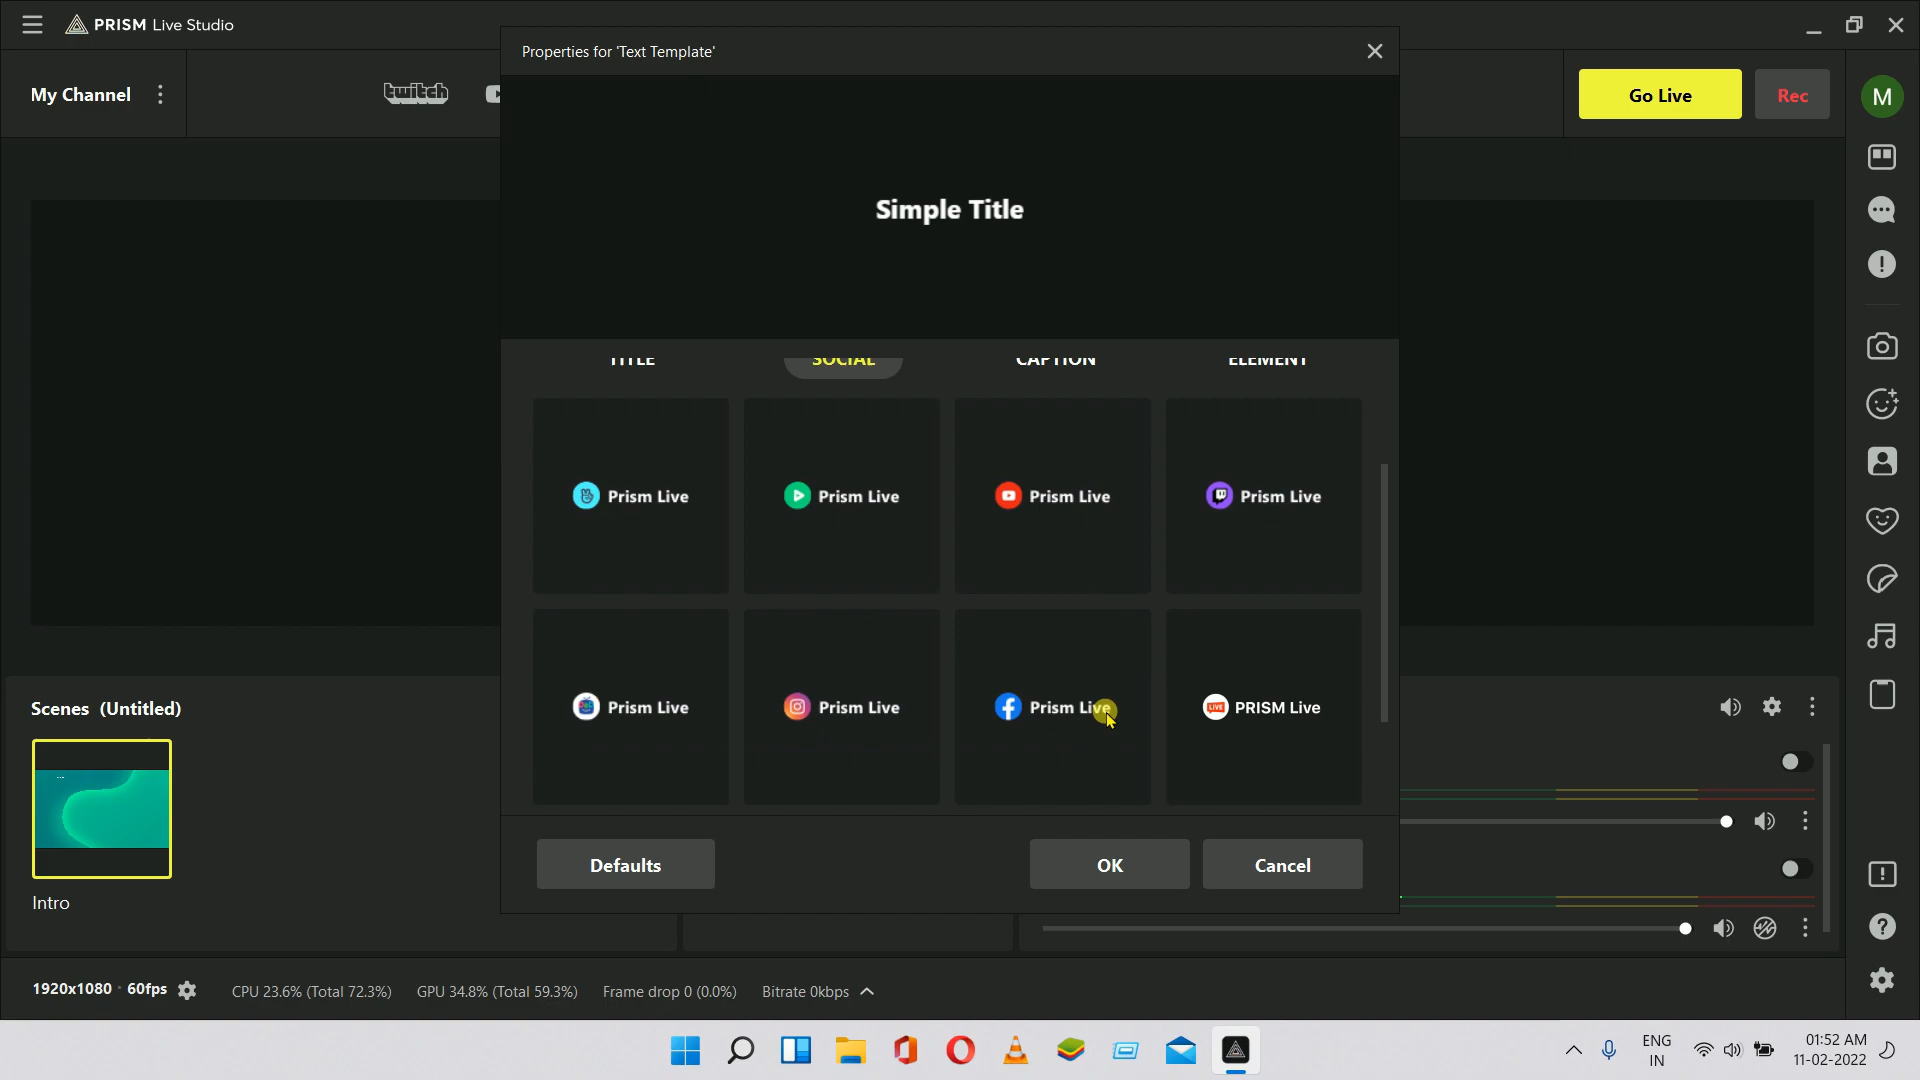 PRISM Live Studio
Properties for 'Text Template'
My Channel
twitch
Go Live
Rec
M
Simple Title
TITLE
SOCIAL
CAPTION
ELEMENT
Prism Live
Prism Live
Prism Live
Prism Live
Prism Live
Prism Live
Prism Live
LIVE
PRISM Live
Scenes (Untitled)
Intro
Defaults
OK
Cancel
1920x1080 · 60fps
CPU 23.6% (Total 72.3%)
GPU 34.8% (Total 59.3%)
Frame drop 0 (0.0%)
Bitrate 0kbps
ENG
IN
01:52 AM
11-02-2022